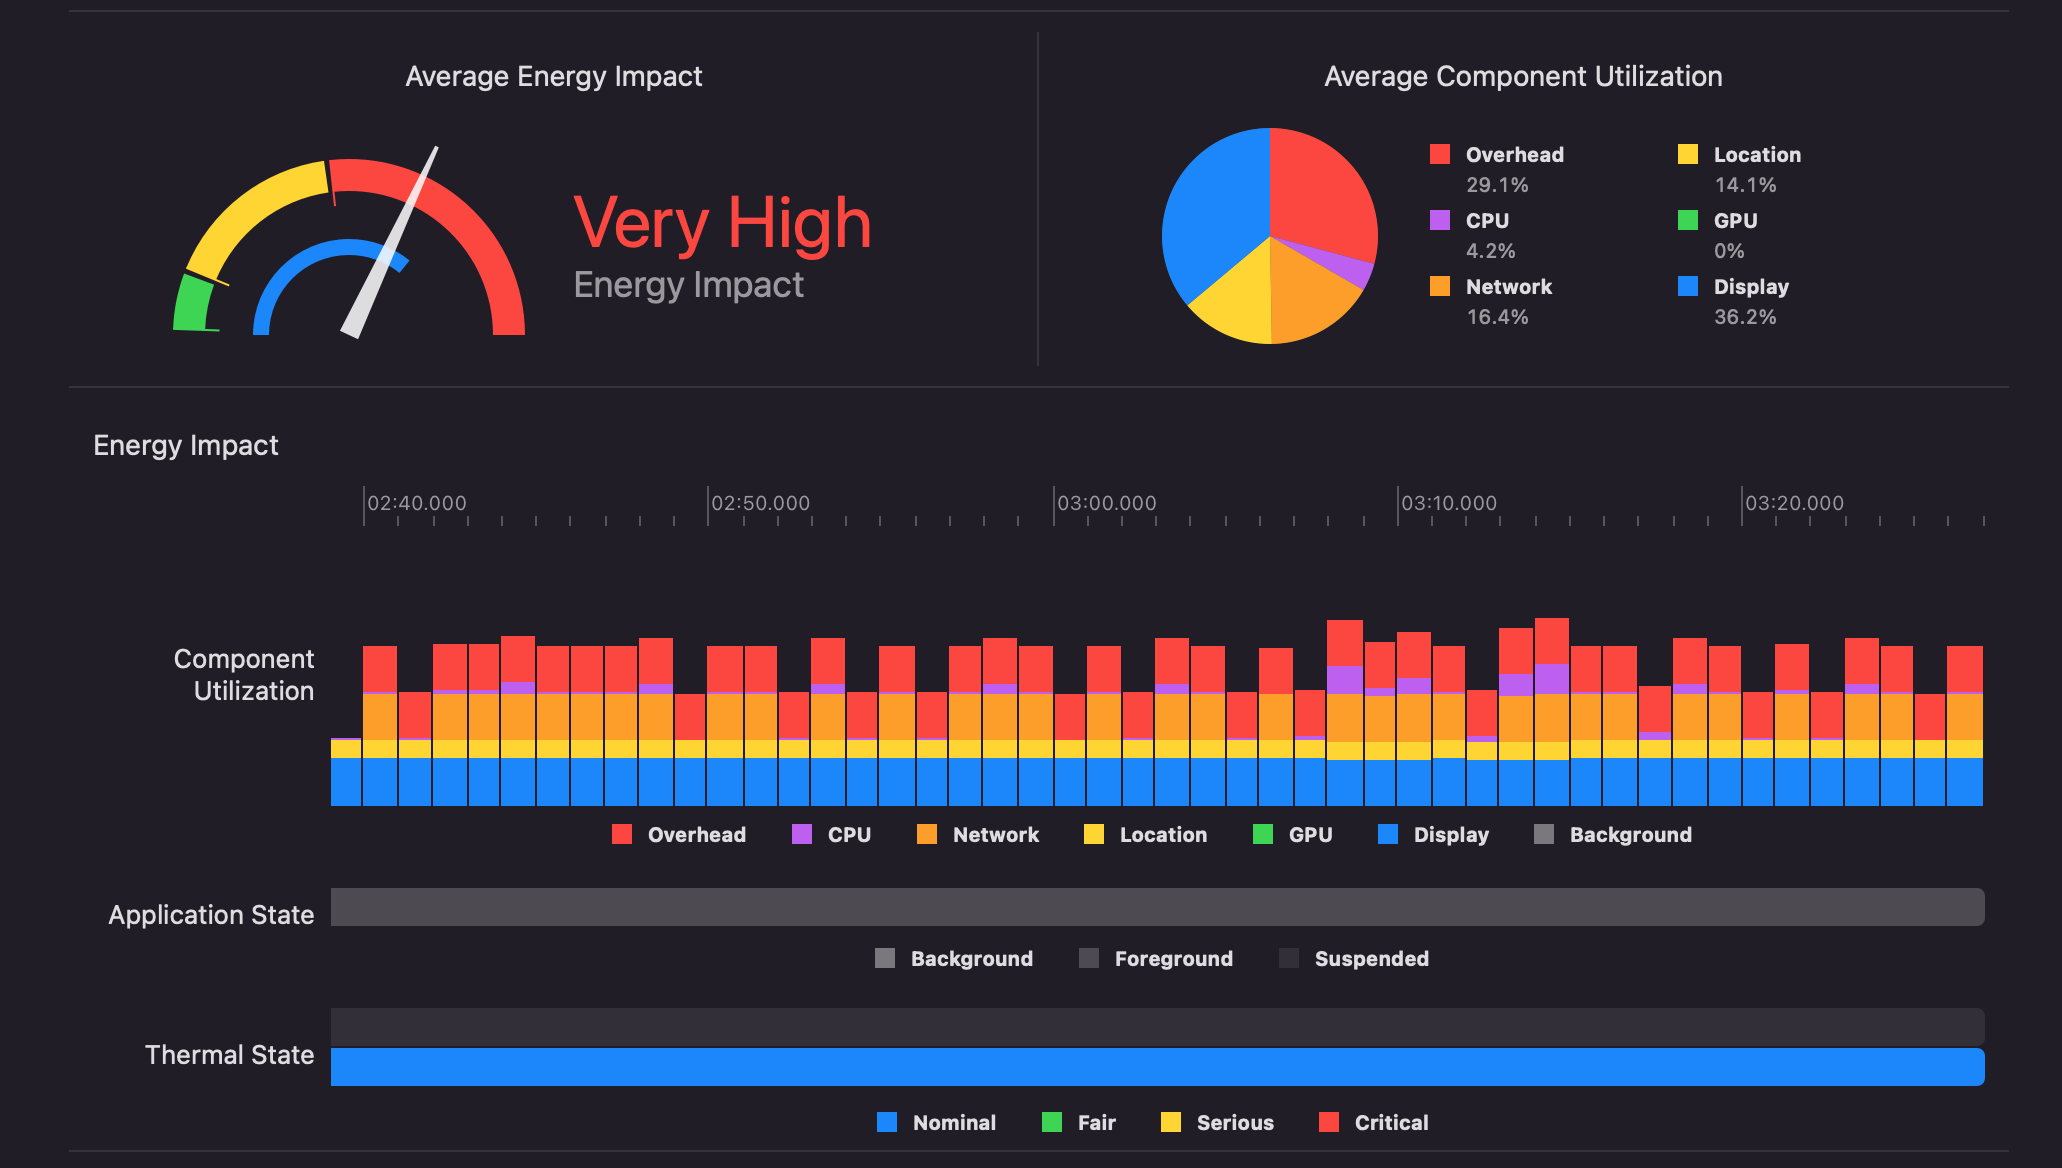 Average Energy Impact
Very High
Energy Impact
Average Component Utilization
Overhead
29.1%
Location
14.1%
CPU
4.2%
GPU
0%
Network
16.4%
Display
36.2%
Energy Impact
02:40.000 02:50.000 03:00.000 03:10.000 03:20.000
Component
Utilization
Overhead CPU Network Location GPU Display Background
Application State
Background Foreground Suspended
Thermal State
Nominal Fair Serious Critical